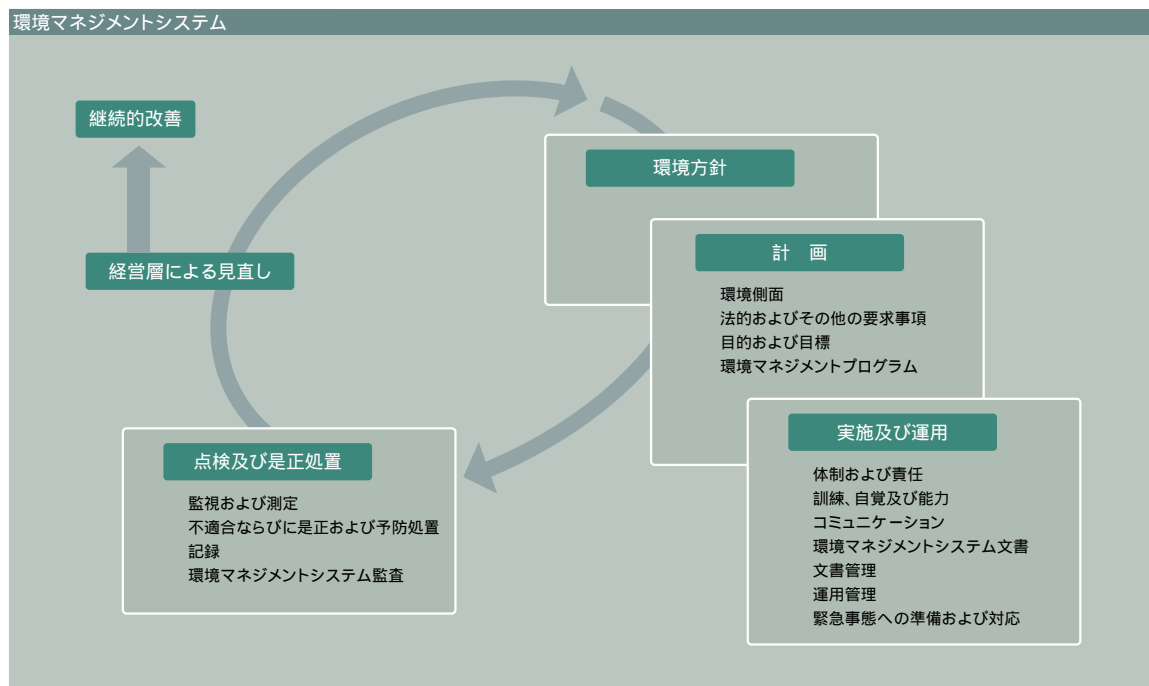 環境マネジメントシステム
継続的改善
経営層による見直し
環境方針
計　画
環境側面
法的およびその他の要求事項
目的および目標
環境マネジメントプログラム
実施及び運用
体制および責任
訓練、自覚及び能力
コミュニケーション
環境マネジメントシステム文書
文書管理
運用管理
緊急事態への準備および対応
点検及び是正処置
監視および測定
不適合ならびに是正および予防処置
記録
環境マネジメントシステム監査